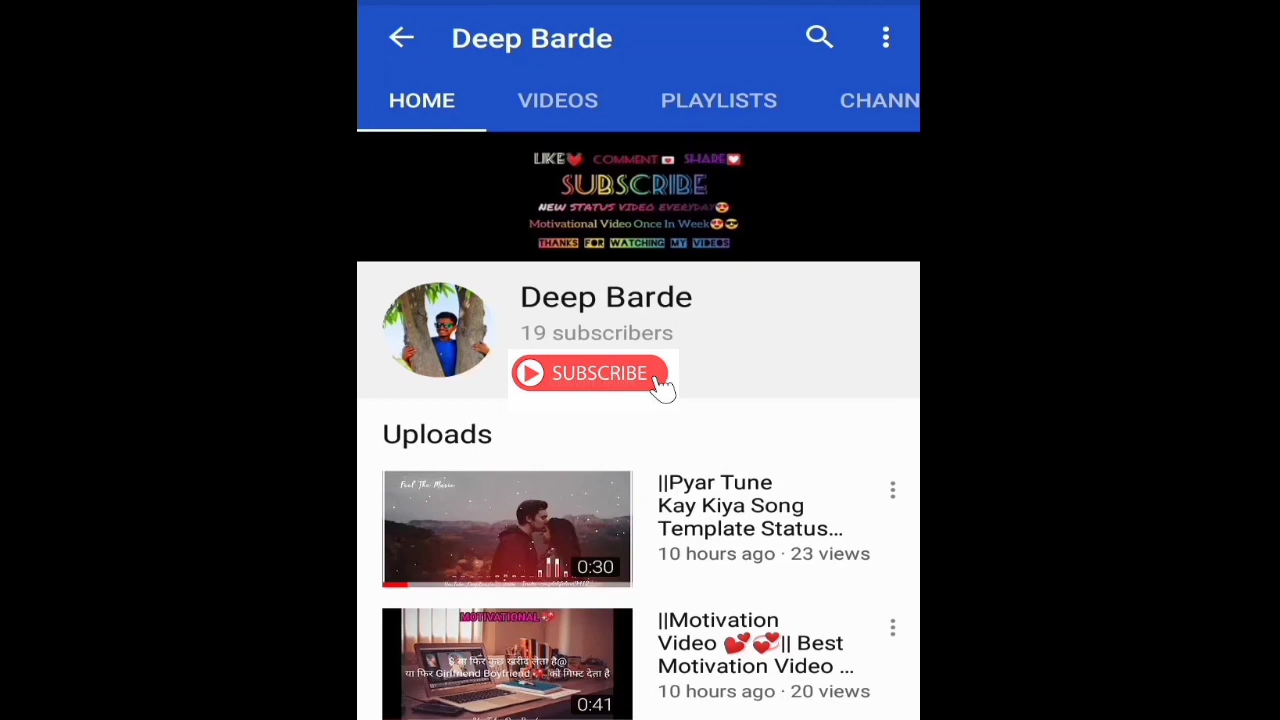 Deep Barde
HOME VIDEOS PLAYLISTS CHANN
LIKE❤️ COMMENT 💌 SHARE💟
SUBSCRIBE
NEW STATUS VIDEO EVERYDAY😍
Motivational Video Once In Week😍😎
THANKS FOR WATCHING MY VIDEOS
Deep Barde
19 subscribers
SUBSCRIBE
Uploads
Feel The Music
0:30
||Pyar Tune
Kay Kiya Song
Template Status...
10 hours ago · 23 views
MOTIVATIONAL💞
या फिर कुछ खरीद लेता है@
या फिर Girlfriend Boyfriend को गिफ्ट देता है
0:41
||Motivation
Video 💕💞|| Best
Motivation Video ...
10 hours ago · 20 views